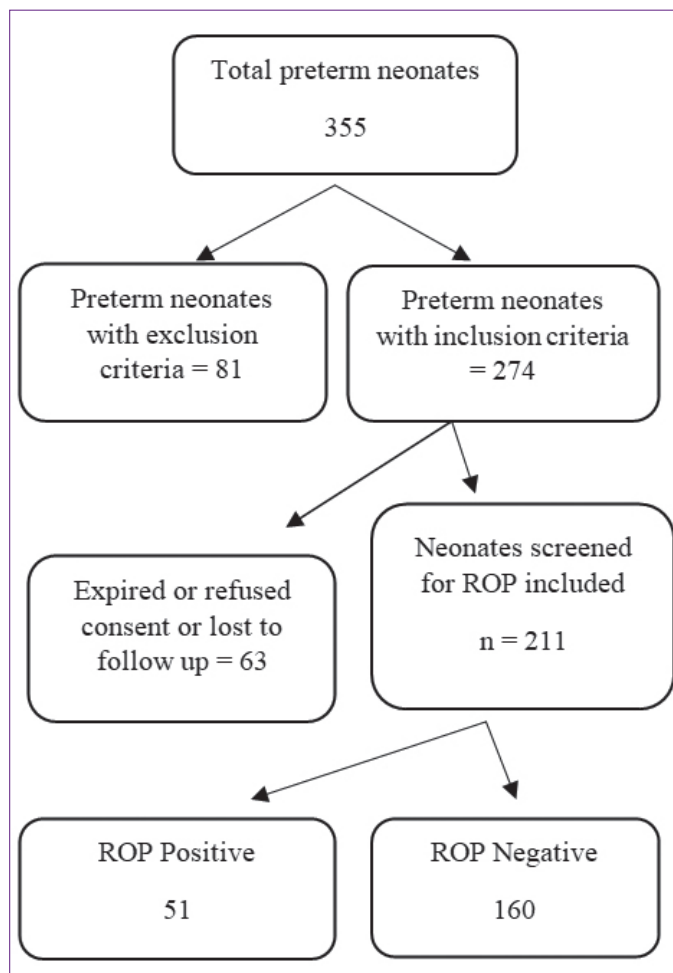 Total preterm neonates
355
Preterm neonates
with exclusion
criteria = 81
Preterm neonates
with inclusion criteria
= 274
Expired or refused
consent or lost to
follow up = 63
Neonates screened
for ROP included
n = 211
ROP Positive
51
ROP Negative
160